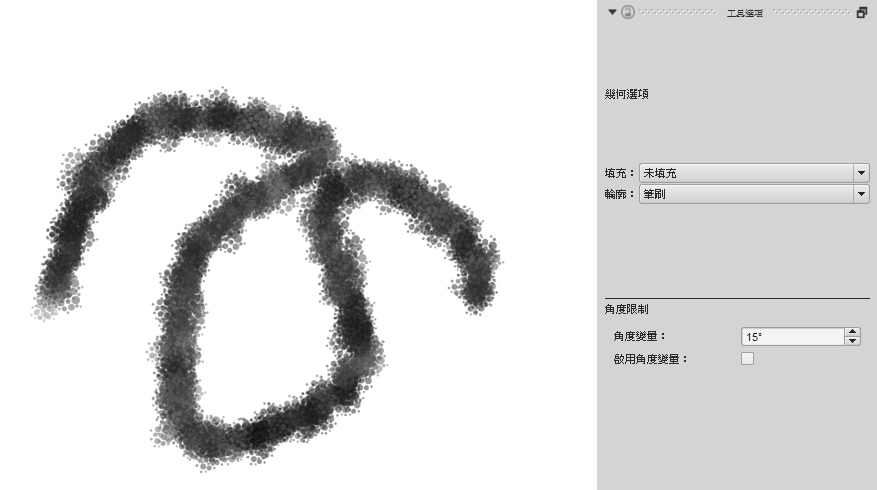 工具選項
幾何選項
填充： 未填充
輪廓： 筆刷
角度限制
角度變量： 15°
啟用角度變量：